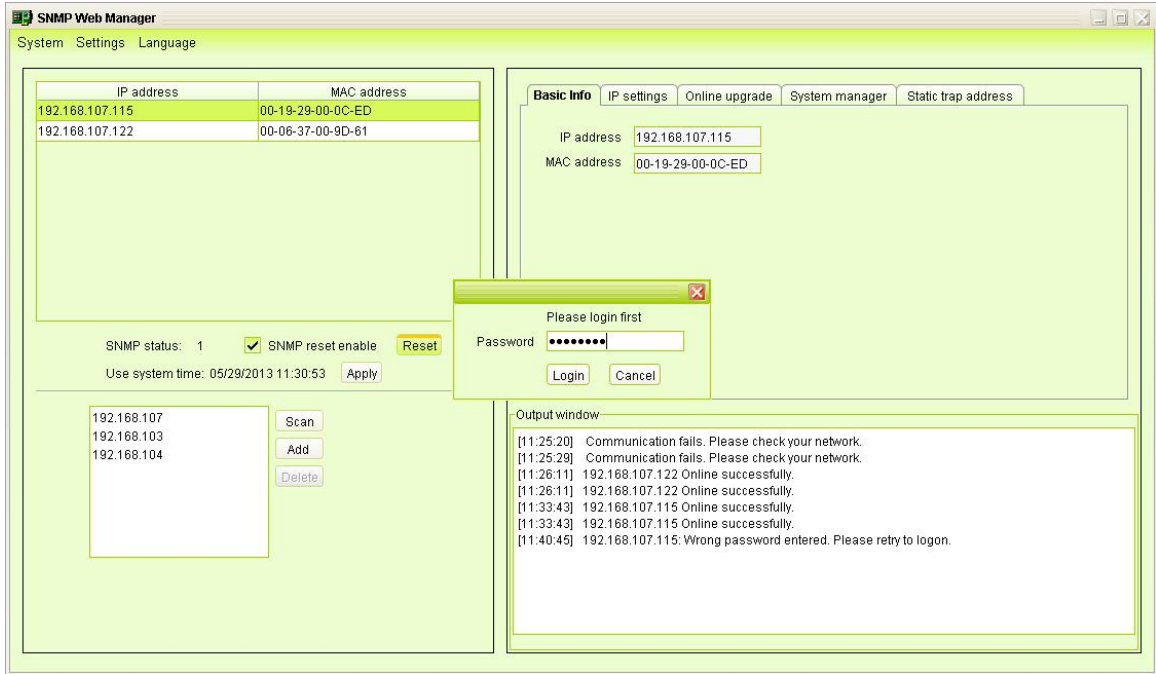 SNMP Web Manager
System Settings Language
IP address MAC address
192.168.107.115 00-19-29-00-0C-ED
192.168.107.122 00-06-37-00-9D-61
SNMP status: 1 SNMP reset enable Reset
Use system time: 05/29/2013 11:30:53 Apply
192.168.107
192.168.103
192.168.104
Scan
Add
Delete
Basic Info IP settings Online upgrade System manager Static trap address
IP address 192.168.107.115
MAC address 00-19-29-00-0C-ED
Please login first
Password ●●●●●●●●
Login Cancel
Output window
[11:25:20] Communication fails. Please check your network.
[11:25:29] Communication fails. Please check your network.
[11:26:11] 192.168.107.122 Online successfully.
[11:26:11] 192.168.107.122 Online successfully.
[11:33:43] 192.168.107.115 Online successfully.
[11:33:43] 192.168.107.115 Online successfully.
[11:40:45] 192.168.107.115: Wrong password entered. Please retry to logon.